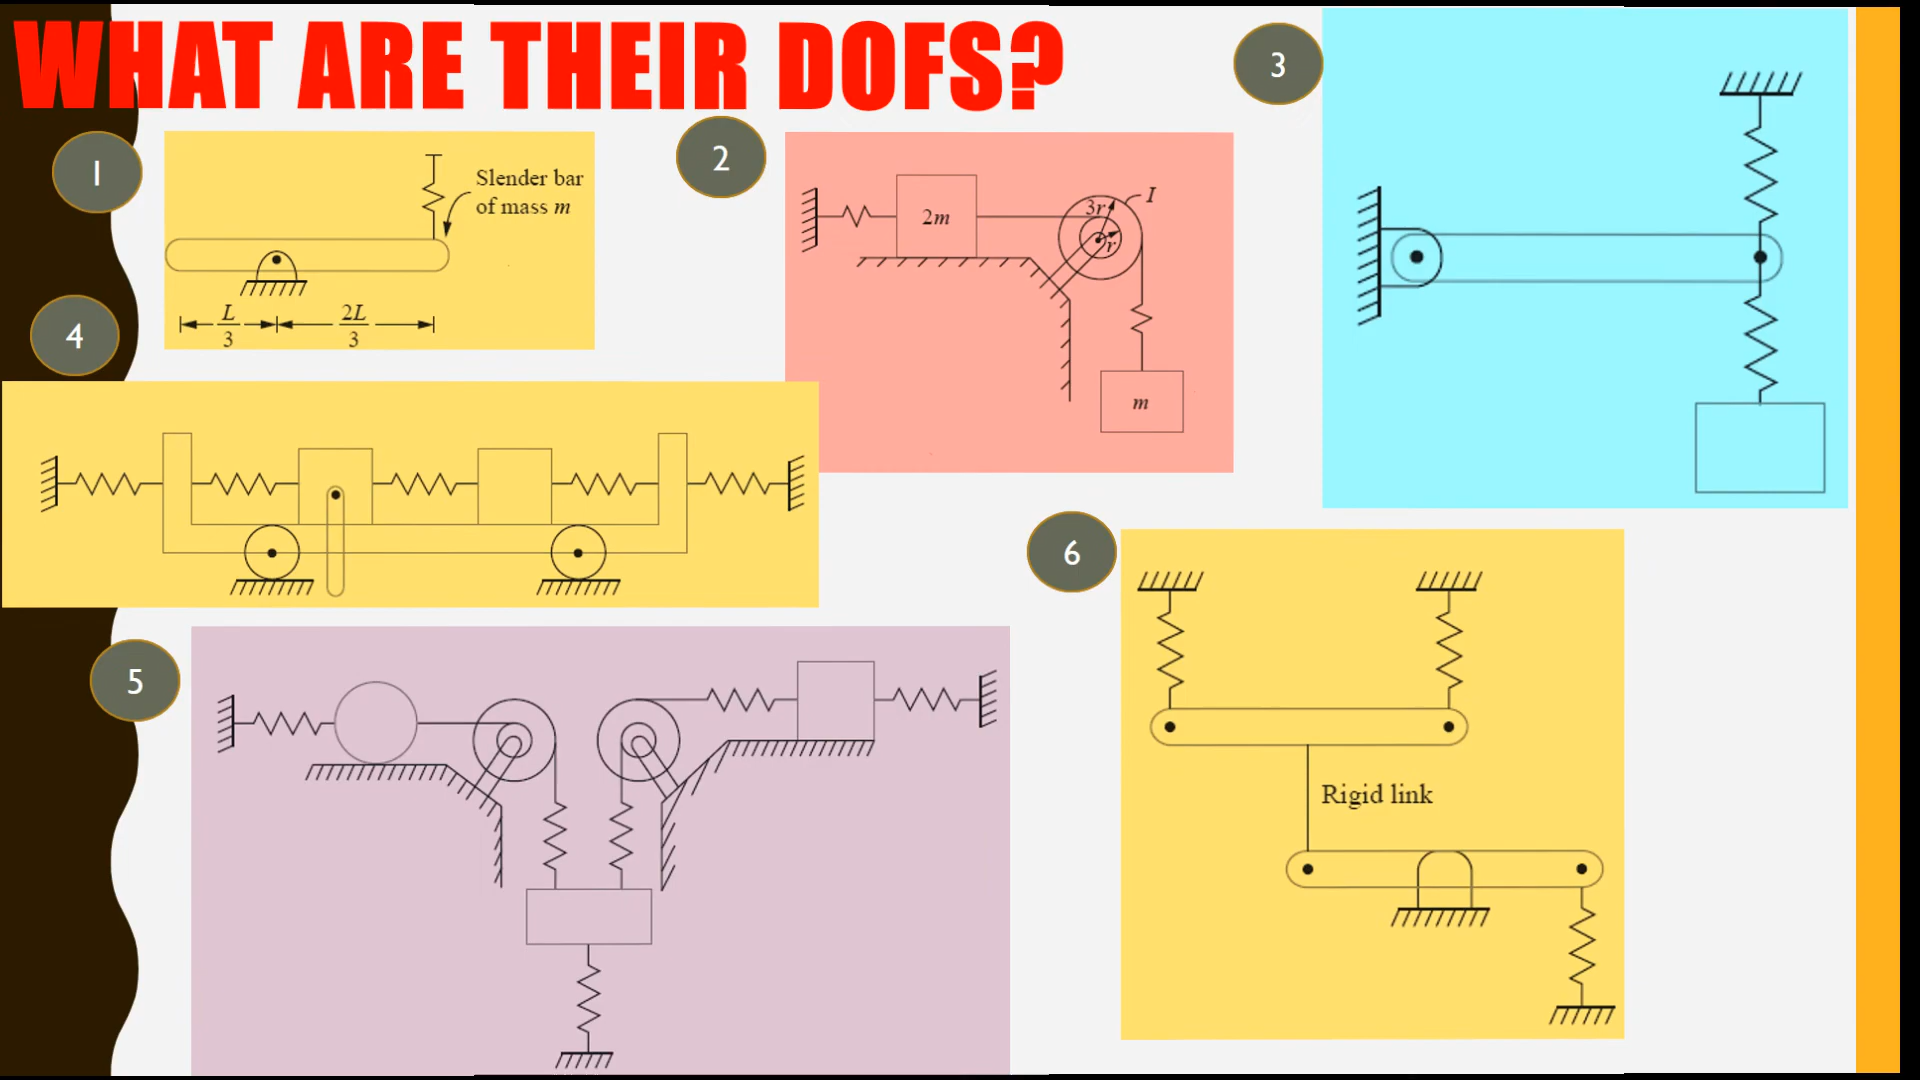 WHAT ARE THEIR DOFS?
1
Slender bar
of mass m
L
3
2L
3
2
2m
3r
I
r
m
3
4
5
6
Rigid link